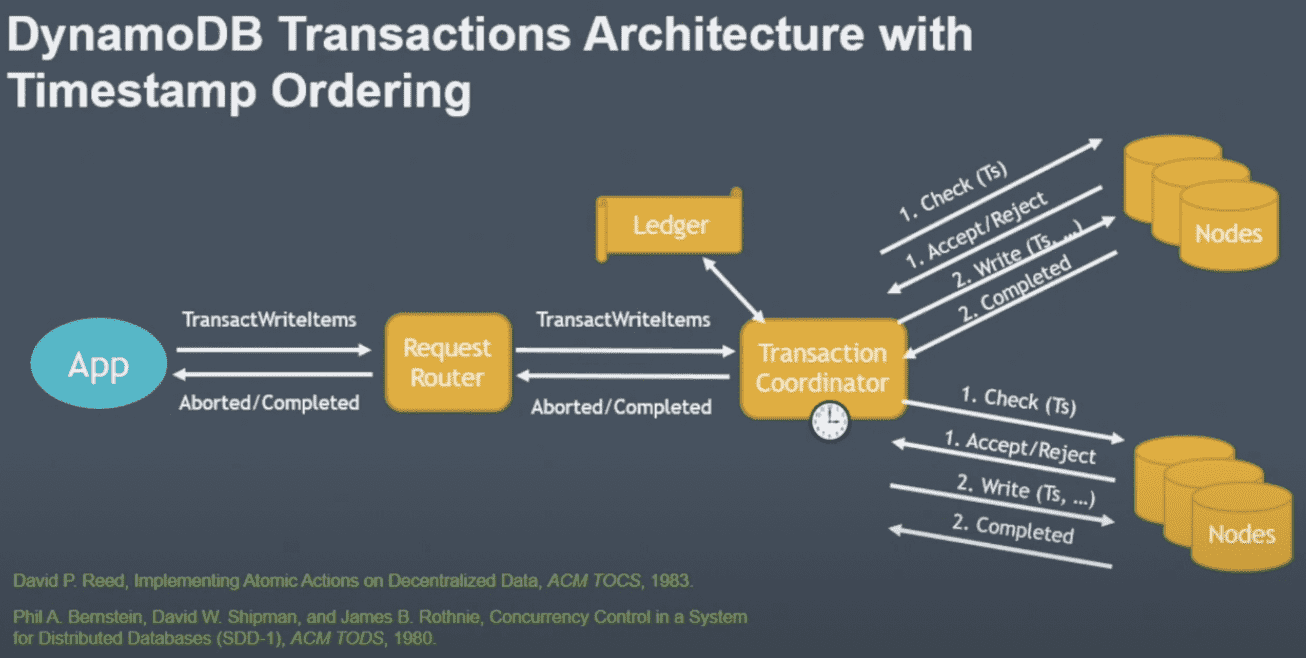 DynamoDB Transactions Architecture with
Timestamp Ordering
Ledger
App
TransactWriteItems
Aborted/Completed
Request
Router
TransactWriteItems
Aborted/Completed
Transaction
Coordinator
1. Check (Ts)
1. Accept/Reject
2. Write (Ts, ...)
2. Completed
Nodes
1. Check (Ts)
1. Accept/Reject
2. Write (Ts, ...)
2. Completed
Nodes
David P. Reed, Implementing Atomic Actions on Decentralized Data, ACM TOCS, 1983.
Phil A. Bernstein, David W. Shipman, and James B. Rothnie, Concurrency Control in a System
for Distributed Databases (SDD-1), ACM TODS, 1980.